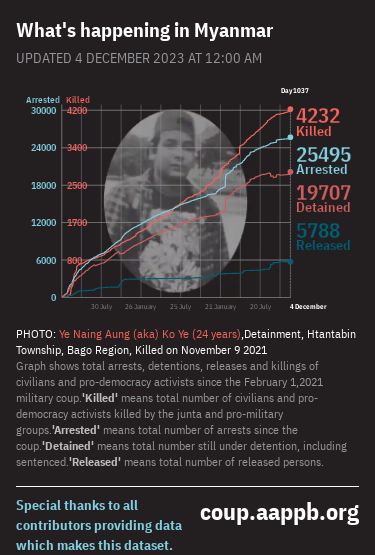 What's happening in Myanmar
UPDATED 4 DECEMBER 2023 AT 12:00 AM
Day1037
Arrested Killed
30000 4200
24000 3400
18000 2500
12000 1700
6000 800
0
4232
Killed
25495
Arrested
19707
Detained
5788
Released
30 July 26 January 25 July 21 January 20 July 4 December
PHOTO: Ye Naing Aung (aka) Ko Ye (24 years),Detainment, Htantabin
Township, Bago Region, Killed on November 9 2021
Graph shows total arrests, detentions, releases and killings of
civilians and pro-democracy activists since the February 1,2021
military coup.'Killed' means total number of civilians and pro-
democracy activists killed by the junta and pro-military
groups.'Arrested' means total number of arrests since the
coup.'Detained' means total number still under detention, including
sentenced.'Released' means total number of released persons.
Special thanks to all
contributors providing data
which makes this dataset.
coup.aappb.org